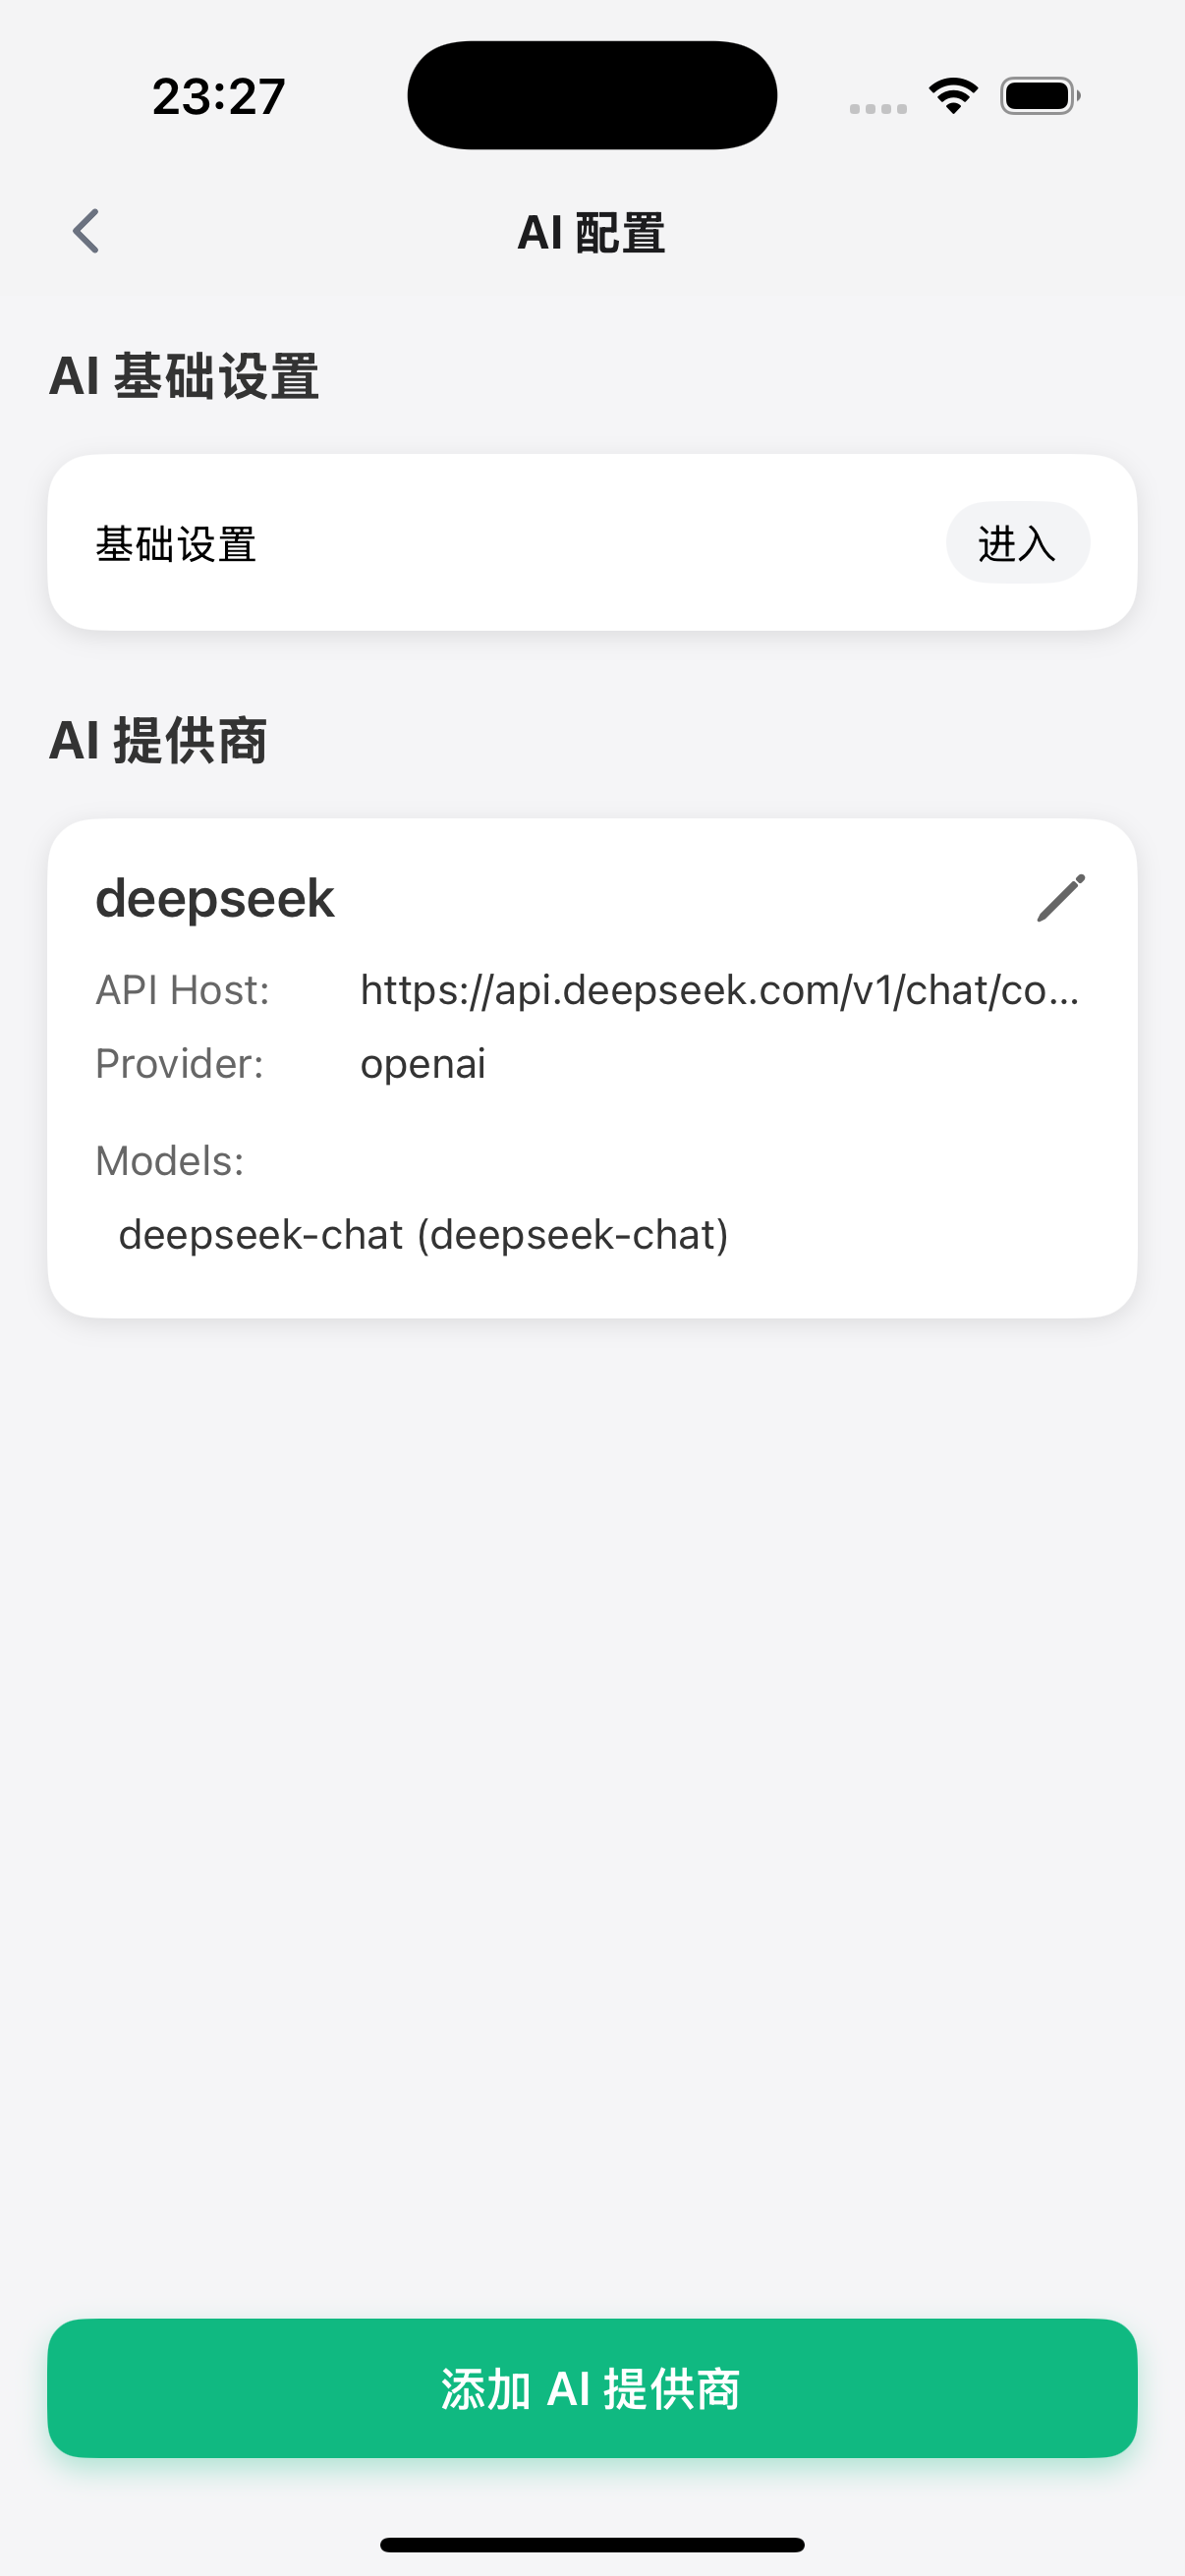 23:27
AI 配置
AI 基础设置
基础设置 进入
AI 提供商
deepseek
API Host: https://api.deepseek.com/v1/chat/co...
Provider: openai
Models:
deepseek-chat (deepseek-chat)
添加 AI 提供商